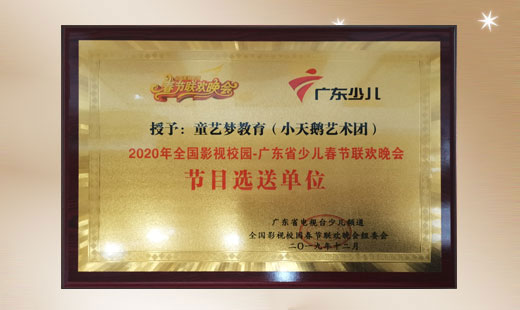 春节联欢晚会
广东少儿
授予：童艺梦教育（小天鹅艺术团）
2020年全国影视校园-广东省少儿春节联欢晚会
节目选送单位
广东省电视台少儿频道
全国影视校园春节联欢晚会组委会
二〇一九年十二月